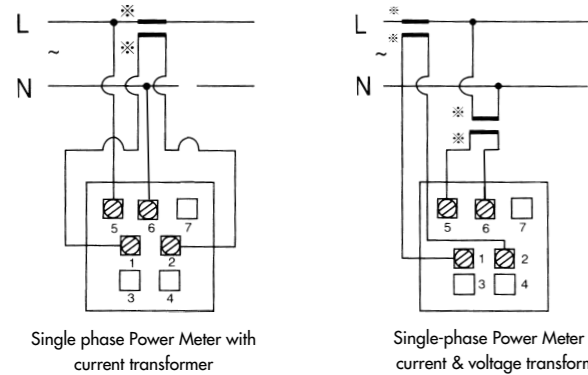 L
※
※
~
N
5
6
7
1
2
3
4
Single phase Power Meter with
current transformer
L
※
※
~
N
※
※
5
6
7
1
2
3
4
Single-phase Power Meter
current & voltage transform